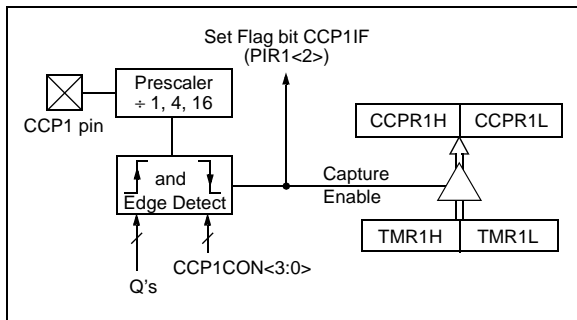 Set Flag bit CCP1IF
(PIR1<2>)
Prescaler
÷ 1, 4, 16
CCP1 pin
CCPR1H
CCPR1L
and
Edge Detect
Capture
Enable
TMR1H
TMR1L
CCP1CON<3:0>
Q's